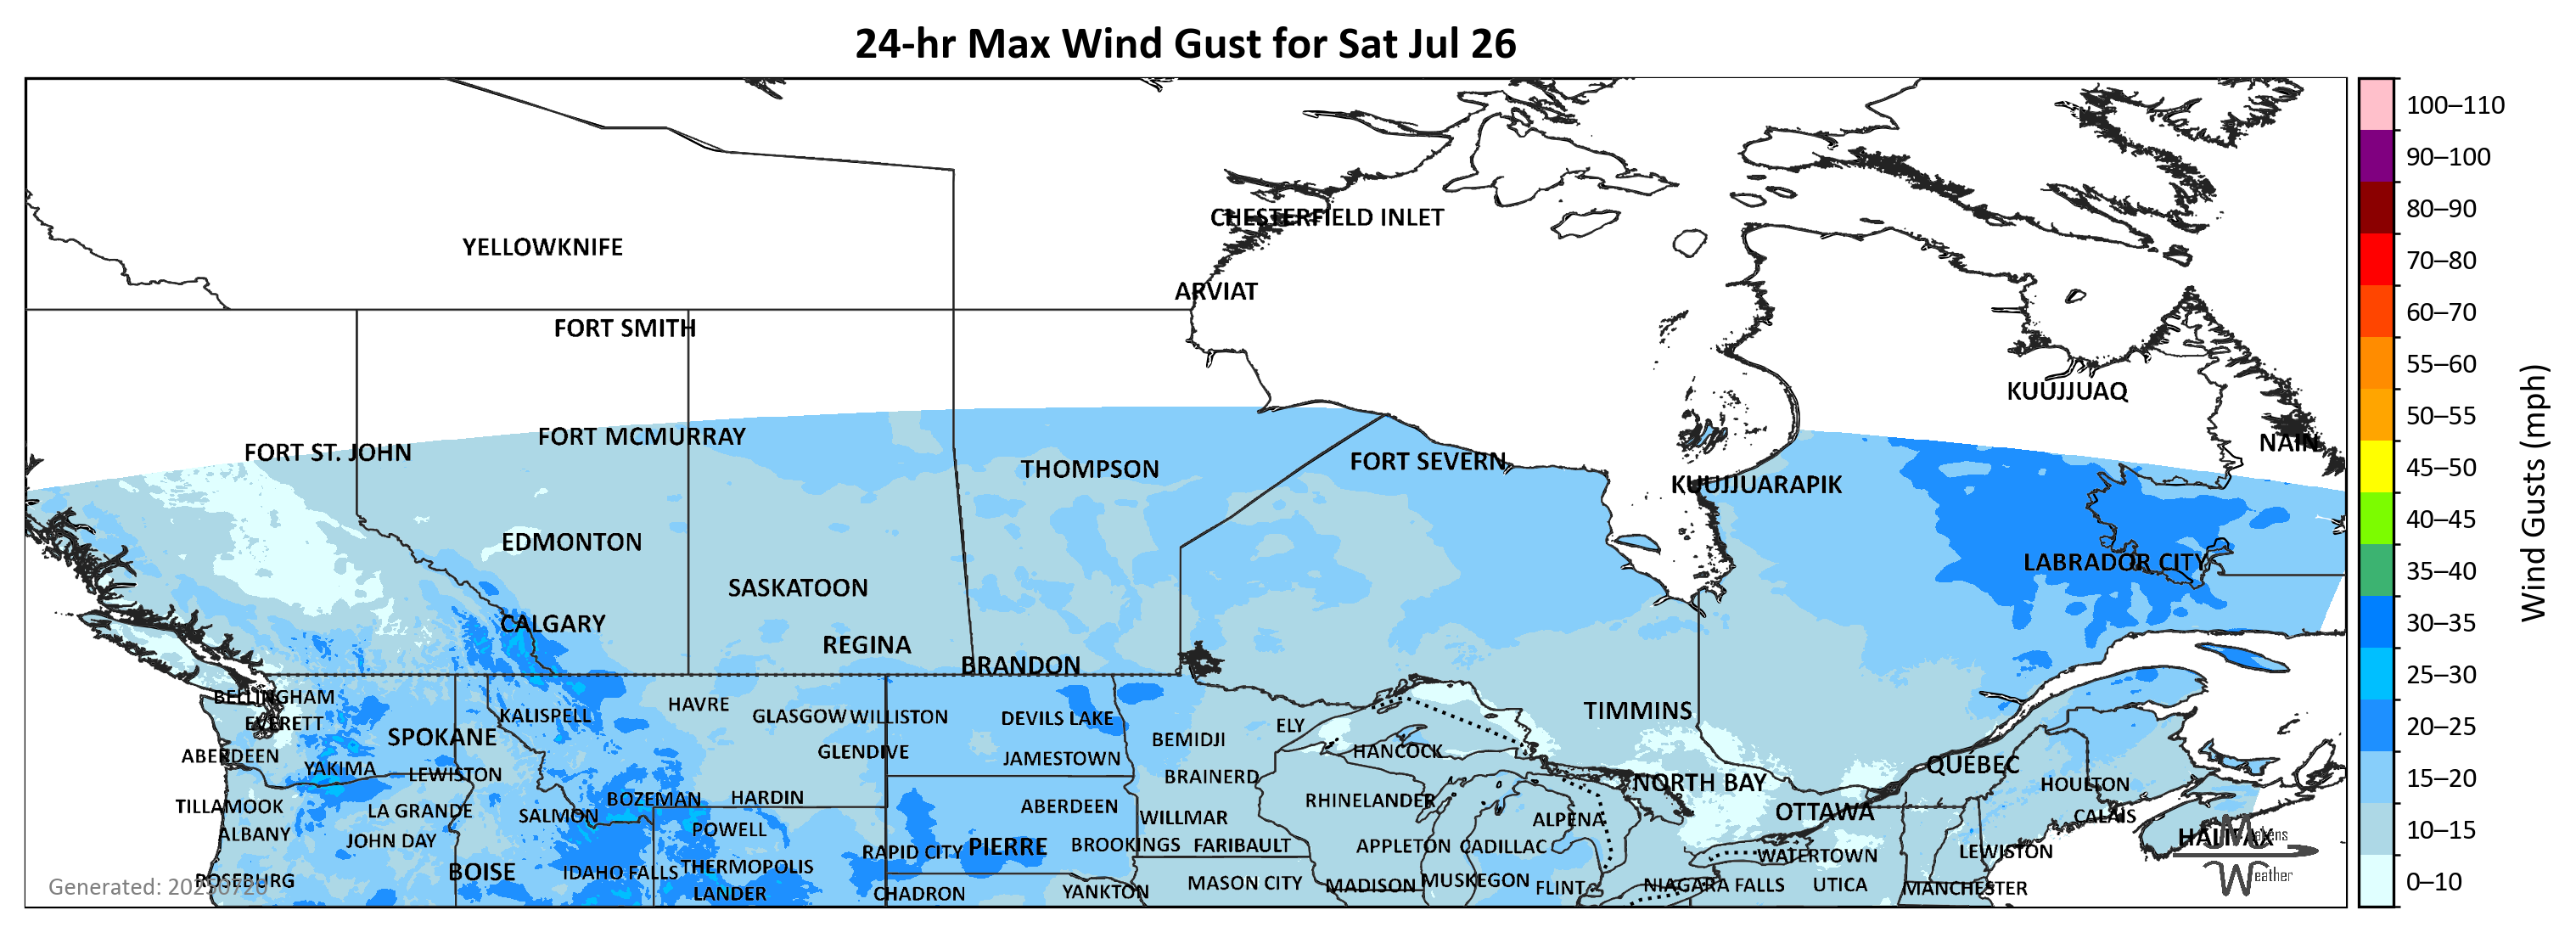 24-hr Max Wind Gust for Sat Jul 26
100–110
90–100
CHESTERFIELD INLET
80–90
YELLOWKNIFE
70–80
ARVIAT
60–70
FORT SMITH
55–60
KUUJJUAQ
50–55
FORT MCMURRAY
NAIN
FORT ST. JOHN
FORT SEVERN
THOMPSON
45–50
KUUJJUARAPIK
40–45
EDMONTON
LABRADOR CITY
35–40
SASKATOON
CALGARY
30–35
REGINA
BRANDON
25–30
Wind Gusts (mph)
BELLINGHAM
HAVRE
TIMMINS
KALISPELL
GLASGOW
WILLISTON
DEVILS LAKE
EVERETT
ELY
20–25
SPOKANE
BEMIDJI
GLENDIVE
HANCOCK
ABERDEEN
JAMESTOWN
QUÉBEC
YAKIMA
LEWISTON
BRAINERD
15–20
NORTH BAY
HOULTON
BOZEMAN
HARDIN
RHINELANDER
TILLAMOOK
LA GRANDE
ABERDEEN
OTTAWA
SALMON
WILLMAR
ALPENA
CALAIS
10–15
ALBANY
POWELL
HALIFAX
JOHN DAY
BROOKINGS
FARIBAULT
APPLETON
CADILLAC
PIERRE
RAPID CITY
WATERTOWN
LEWISTON
THERMOPOLIS
BOISE
IDAHO FALLS
Weather
ROSEBURG
MASON CITY
MADISON
MUSKEGON
FLINT
NIAGARA FALLS
UTICA
MANCHESTER
0–10
LANDER
CHADRON
YANKTON
Generated: